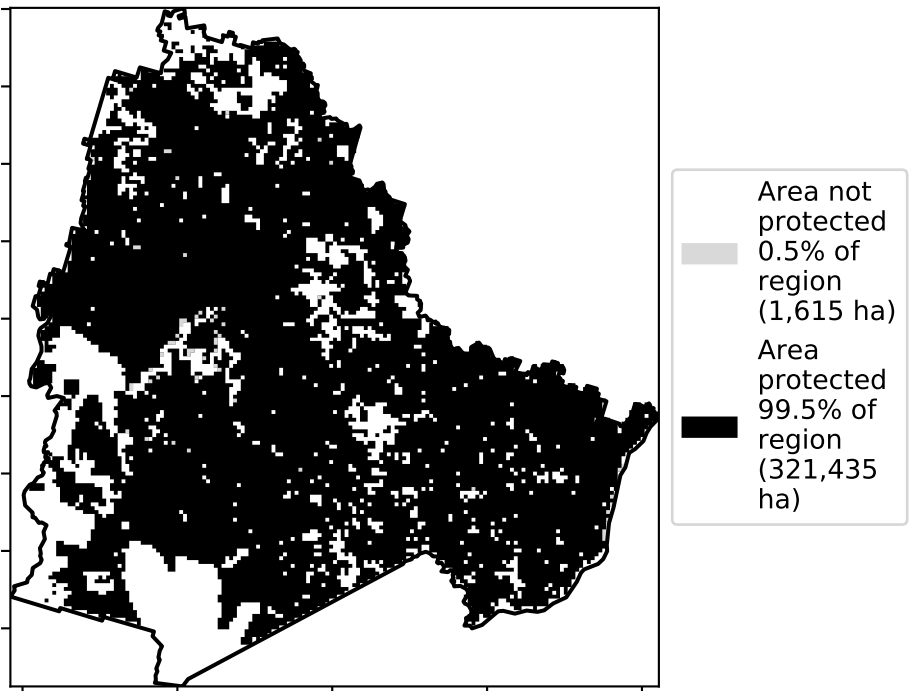 Area not
protected
0.5% of
region
(1,615 ha)
Area
protected
99.5% of
region
(321,435
ha)